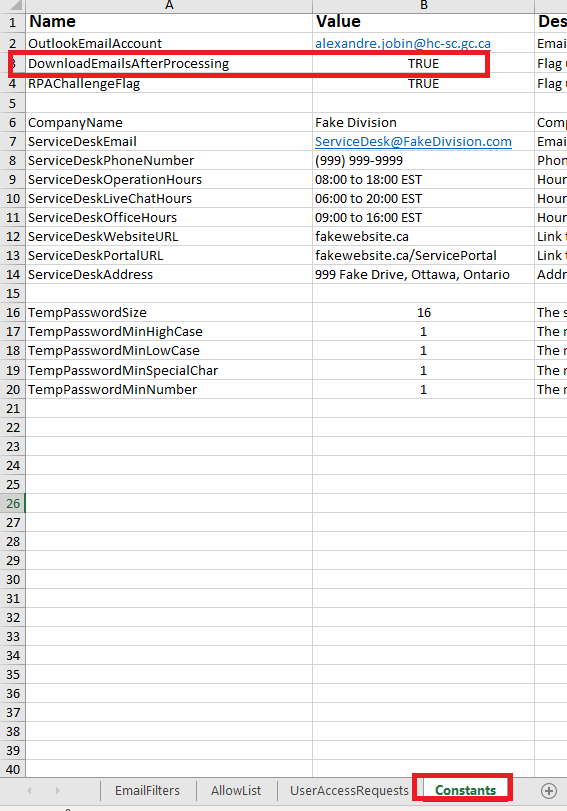 A B
1 Name Value Des
2 OutlookEmailAccount alexandre.jobin@hc-sc.gc.ca Emai
3 DownloadEmailsAfterProcessing TRUE Flag u
4 RPAChallengeFlag TRUE Flag u
5
6 CompanyName Fake Division Comp
7 ServiceDeskEmail ServiceDesk@FakeDivision.com Emai
8 ServiceDeskPhoneNumber (999) 999-9999 Phon
9 ServiceDeskOperationHours 08:00 to 18:00 EST Hour
10 ServiceDeskLiveChatHours 06:00 to 20:00 EST Hour
11 ServiceDeskOfficeHours 09:00 to 16:00 EST Hour
12 ServiceDeskWebsiteURL fakewebsite.ca Link t
13 ServiceDeskPortalURL fakewebsite.ca/ServicePortal Link t
14 ServiceDeskAddress 999 Fake Drive, Ottawa, Ontario Addr
15
16 TempPasswordSize 16 The s
17 TempPasswordMinHighCase 1 The n
18 TempPasswordMinLowCase 1 The n
19 TempPasswordMinSpecialChar 1 The n
20 TempPasswordMinNumber 1 The n
21
22
23
24
25
26
27
28
29
30
31
32
33
34
35
36
37
38
39
40
EmailFilters AllowList UserAccessRequests Constants